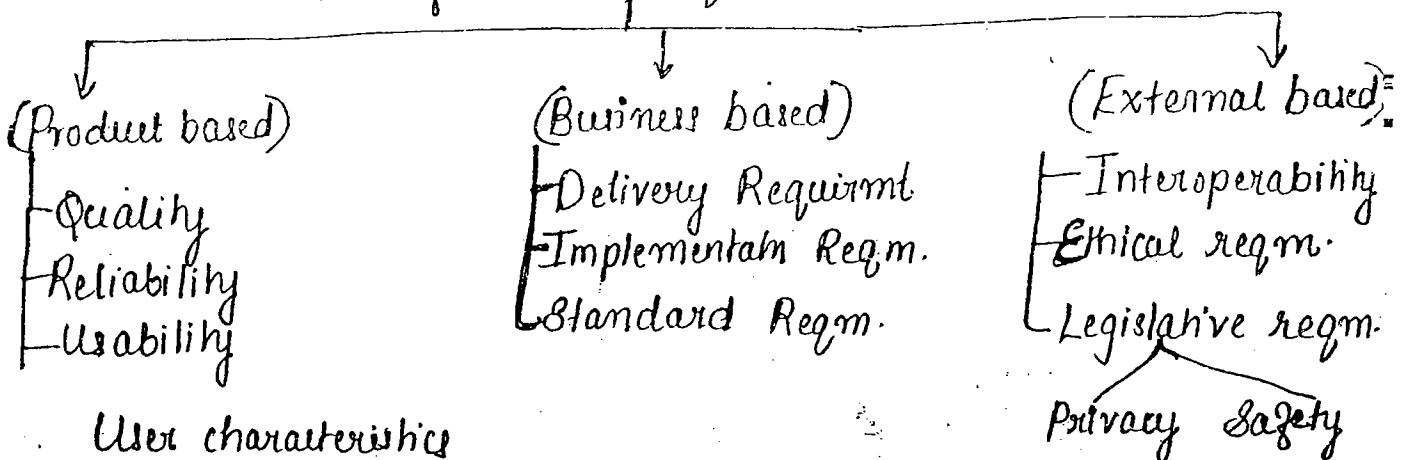 (Product based)
Quality
Reliability
Usability
User characteristics
(Business based)
Delivery Requirmt
Implementatn Reqm.
Standard Reqm.
(External based)
Interoperability
Ethical reqm.
Legislative reqm.
Privacy Safety